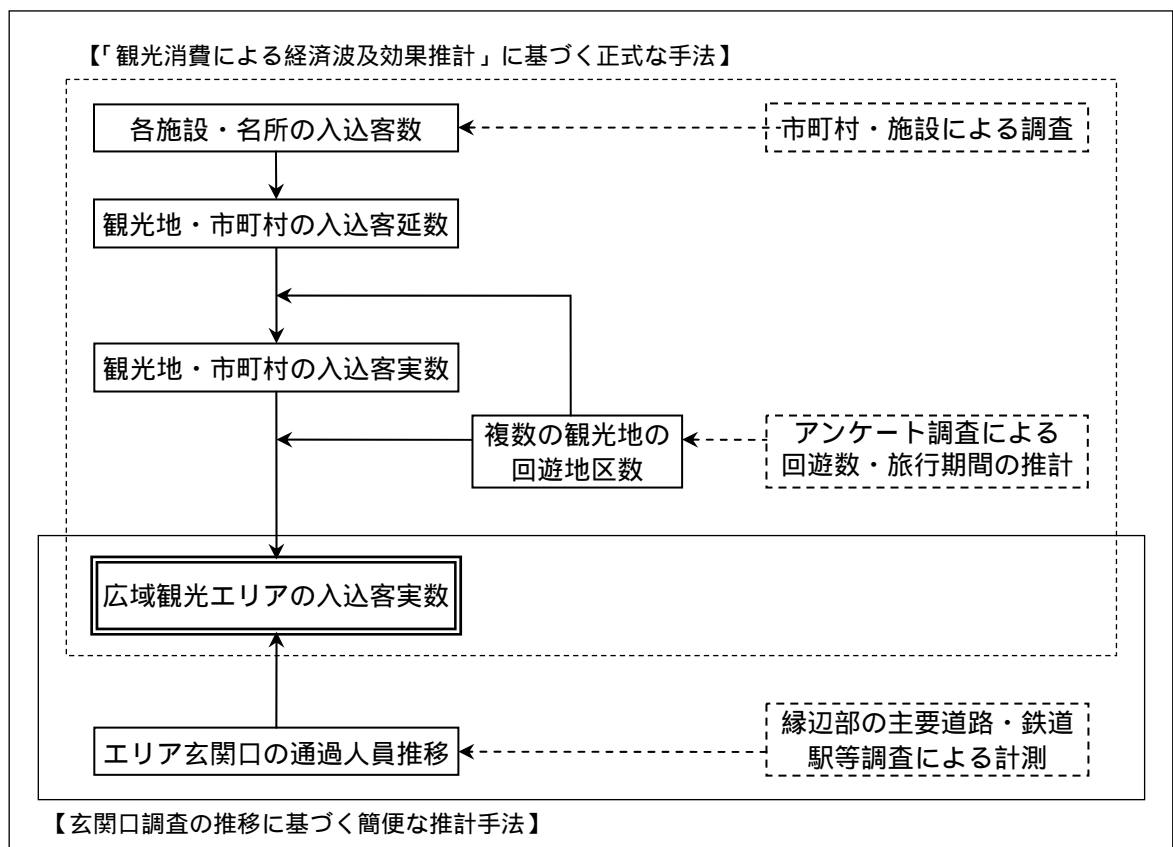 【「観光消費による経済波及効果推計」に基づく正式な手法】
各施設・名所の入込客数
市町村・施設による調査
観光地・市町村の入込客延数
観光地・市町村の入込客実数
複数の観光地の
回遊地区数
アンケート調査による
回遊数・旅行期間の推計
広域観光エリアの入込客実数
エリア玄関口の通過人員推移
縁辺部の主要道路・鉄道
駅等調査による計測
【玄関口調査の推移に基づく簡便な推計手法】